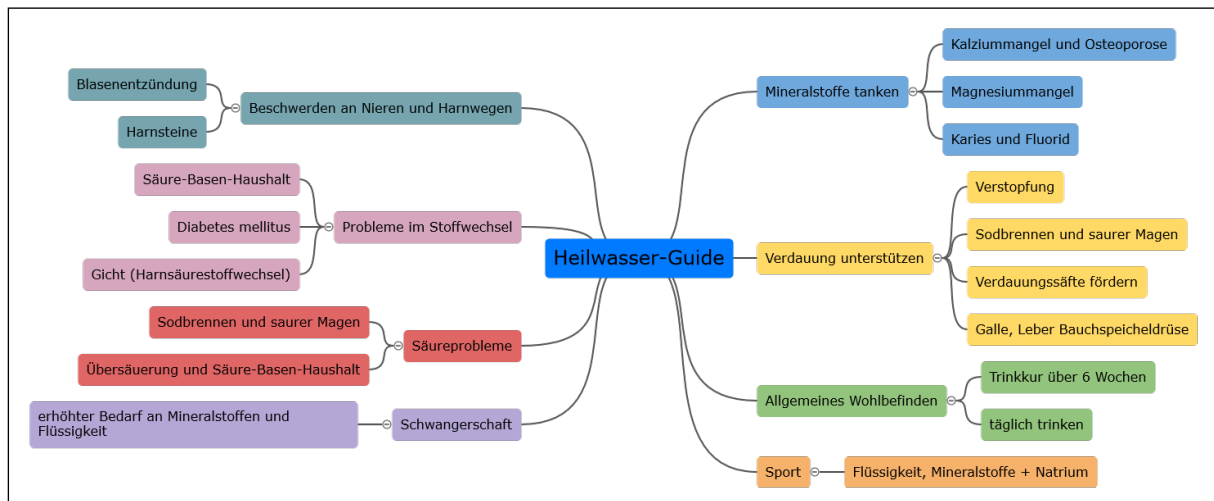 Heilwasser-Guide
Beschwerden an Nieren und Harnwegen
Blasenentzündung
Harnsteine
Probleme im Stoffwechsel
Säure-Basen-Haushalt
Diabetes mellitus
Gicht (Harnsäurestoffwechsel)
Säureprobleme
Sodbrennen und saurer Magen
Übersäuerung und Säure-Basen-Haushalt
Schwangerschaft
erhöhter Bedarf an Mineralstoffen und
Flüssigkeit
Mineralstoffe tanken
Kalziummangel und Osteoporose
Magnesiummangel
Karies und Fluorid
Verdauung unterstützen
Verstopfung
Sodbrennen und saurer Magen
Verdauungssäfte fördern
Galle, Leber Bauchspeicheldrüse
Allgemeines Wohlbefinden
Trinkkur über 6 Wochen
täglich trinken
Sport
Flüssigkeit, Mineralstoffe + Natrium